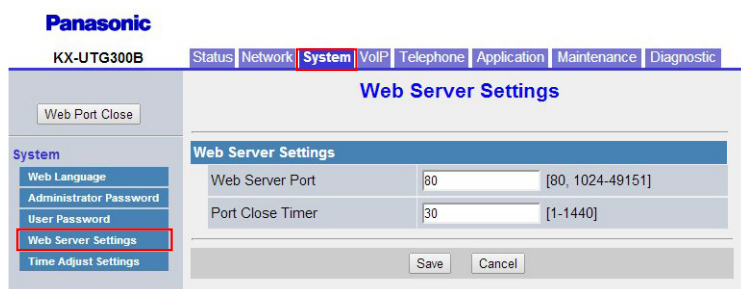 Panasonic
KX-UTG300B
Status Network System VoIP Telephone Application Maintenance Diagnostic
Web Port Close
Web Server Settings
System
Web Language
Administrator Password
User Password
Web Server Settings
Time Adjust Settings
Web Server Settings
Web Server Port 80 [80, 1024-49151]
Port Close Timer 30 [1-1440]
Save Cancel